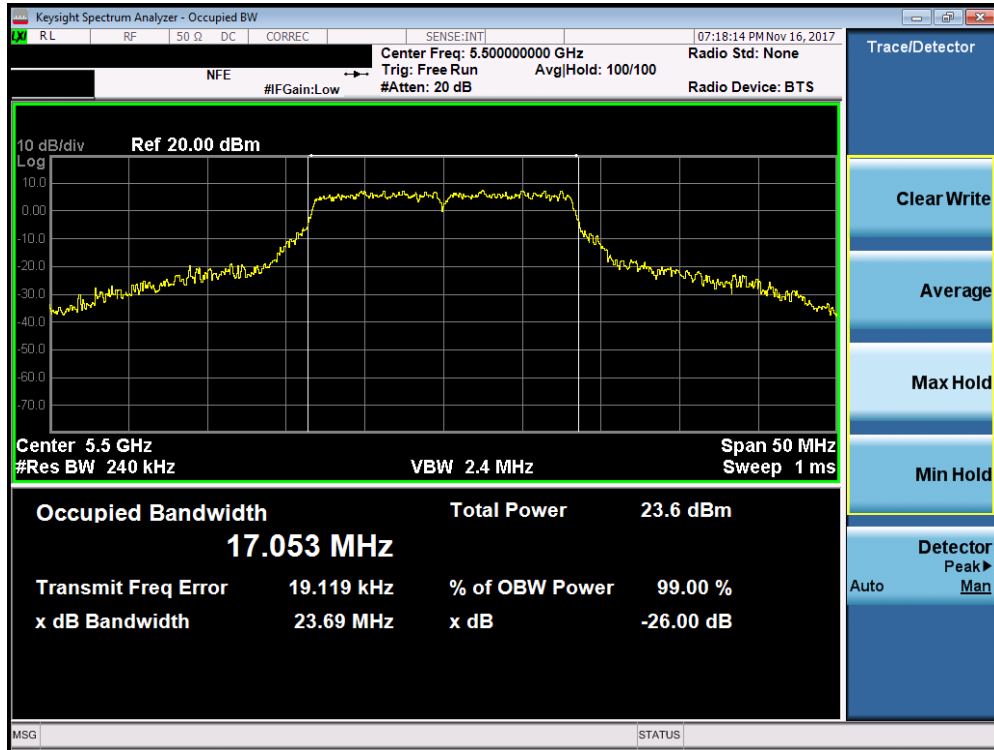 Keysight Spectrum Analyzer - Occupied BW
LXI RL RF 50 Ω DC CORREC SENSE:INT 07:18:14 PM Nov 16, 2017
Center Freq: 5.500000000 GHz Radio Std: None
NFE Trig: Free Run Avg|Hold: 100/100
#IFGain:Low #Atten: 20 dB Radio Device: BTS
Trace/Detector
10 dB/div Ref 20.00 dBm
Log
10.0
0.00
-10.0
-20.0
-30.0
-40.0
-50.0
-60.0
-70.0
Center 5.5 GHz Span 50 MHz
#Res BW 240 kHz VBW 2.4 MHz Sweep 1 ms
Occupied Bandwidth Total Power 23.6 dBm
17.053 MHz
Transmit Freq Error 19.119 kHz % of OBW Power 99.00 %
x dB Bandwidth 23.69 MHz x dB -26.00 dB
Clear Write
Average
Max Hold
Min Hold
Detector
Peak▶
Auto Man
MSG STATUS